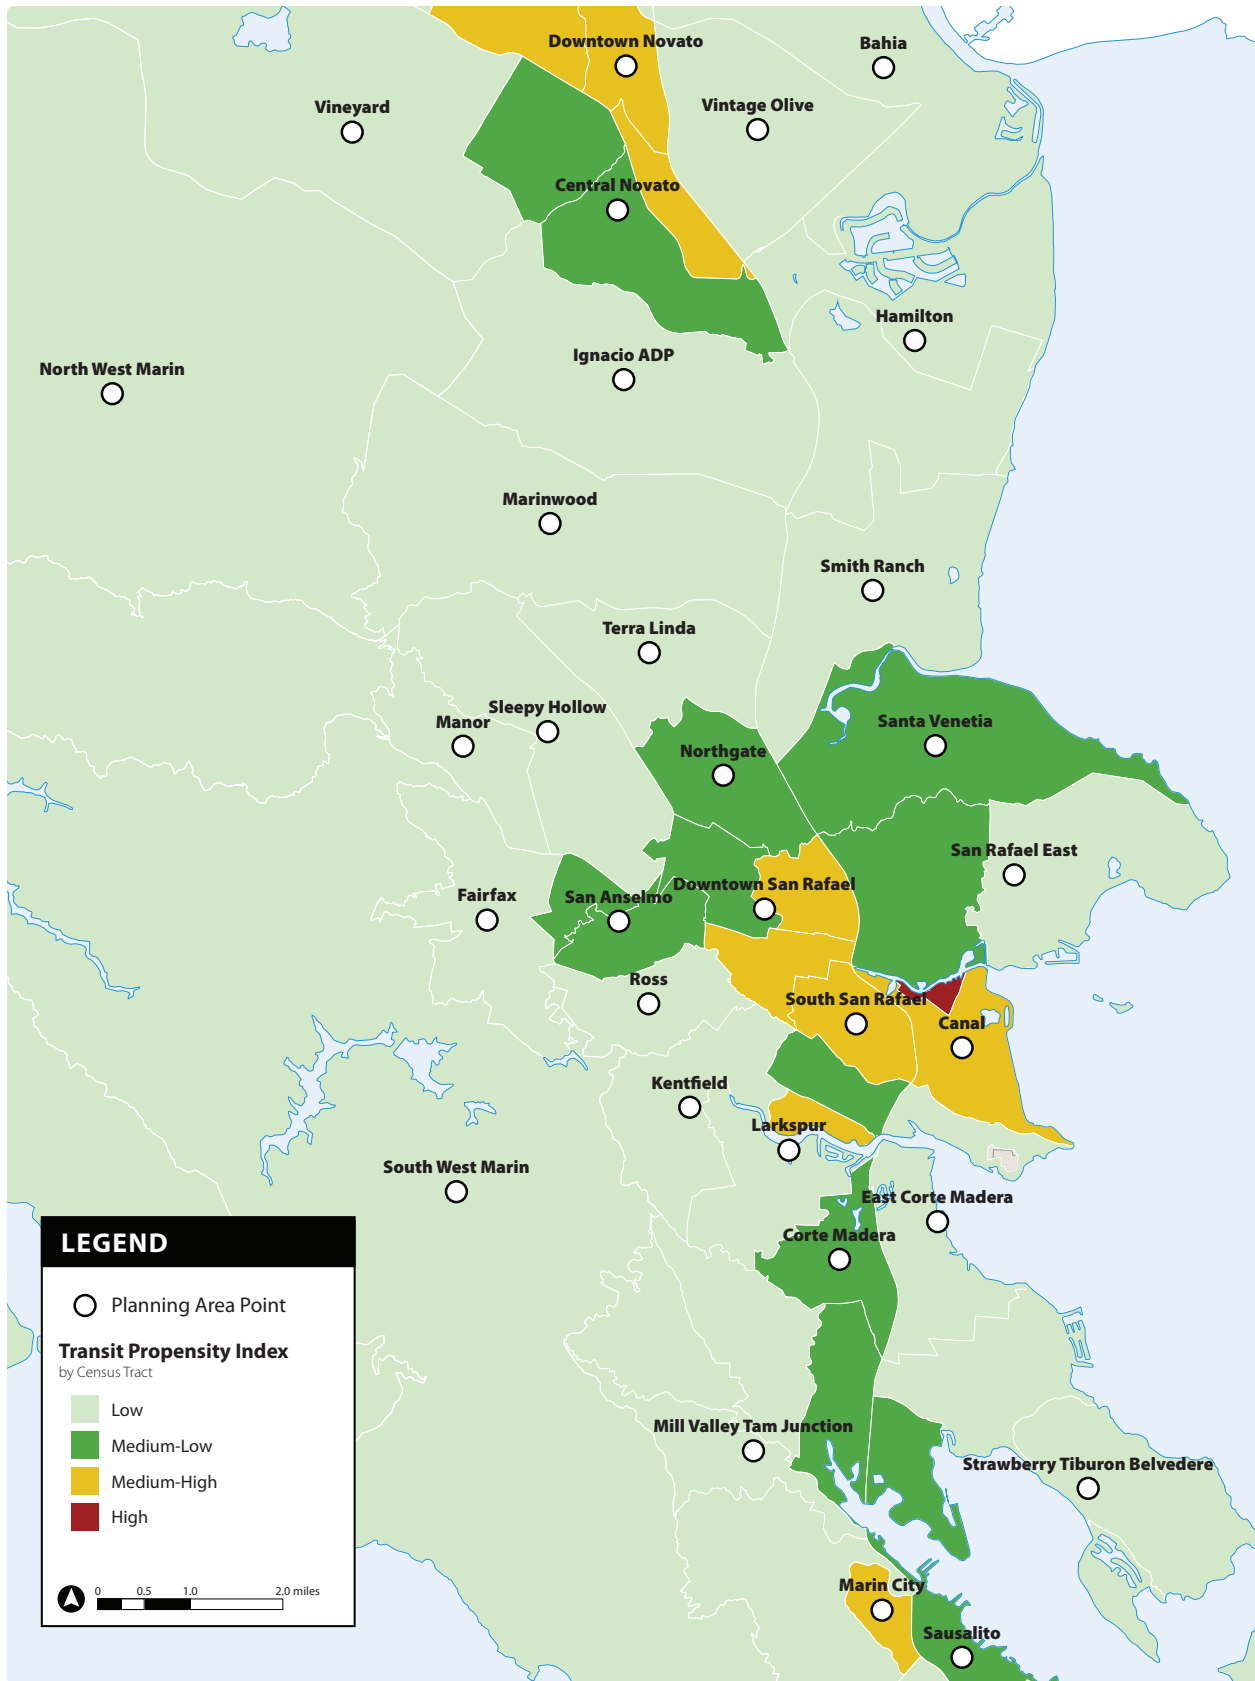 Downtown Novato
Bahia
Vineyard
Vintage Olive
Central Novato
Hamilton
Ignacio ADP
North West Marin
Marinwood
Smith Ranch
Terra Linda
Sleepy Hollow
Manor
Santa Venetia
Northgate
San Rafael East
Downtown San Rafael
Fairfax
San Anselmo
Ross
South San Rafael
Canal
Kentfield
Larkspur
South West Marin
East Corte Madera
Corte Madera
LEGEND
Planning Area Point
Transit Propensity Index
by Census Tract
Low
Medium-Low
Medium-High
High
0 0.5 1.0 2.0 miles
Mill Valley Tam Junction
Strawberry Tiburon Belvedere
Marin City
Sausalito